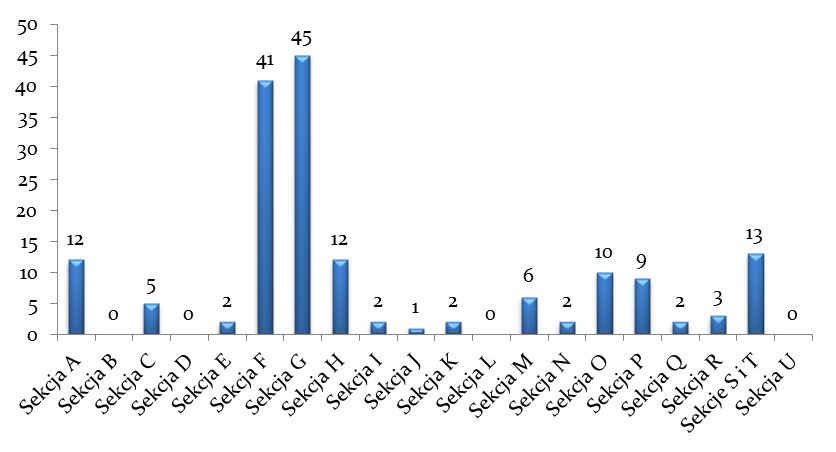 50
45
40
35
30
25
20
15
10
5
0
12
0
5
0
2
41
45
12
2
1
2
0
6
2
10
9
2
3
13
0
Sekcja A
Sekcja B
Sekcja C
Sekcja D
Sekcja E
Sekcja F
Sekcja G
Sekcja H
Sekcja I
Sekcja J
Sekcja K
Sekcja L
Sekcja M
Sekcja N
Sekcja O
Sekcja P
Sekcja Q
Sekcja R
Sekcje S i T
Sekcja U